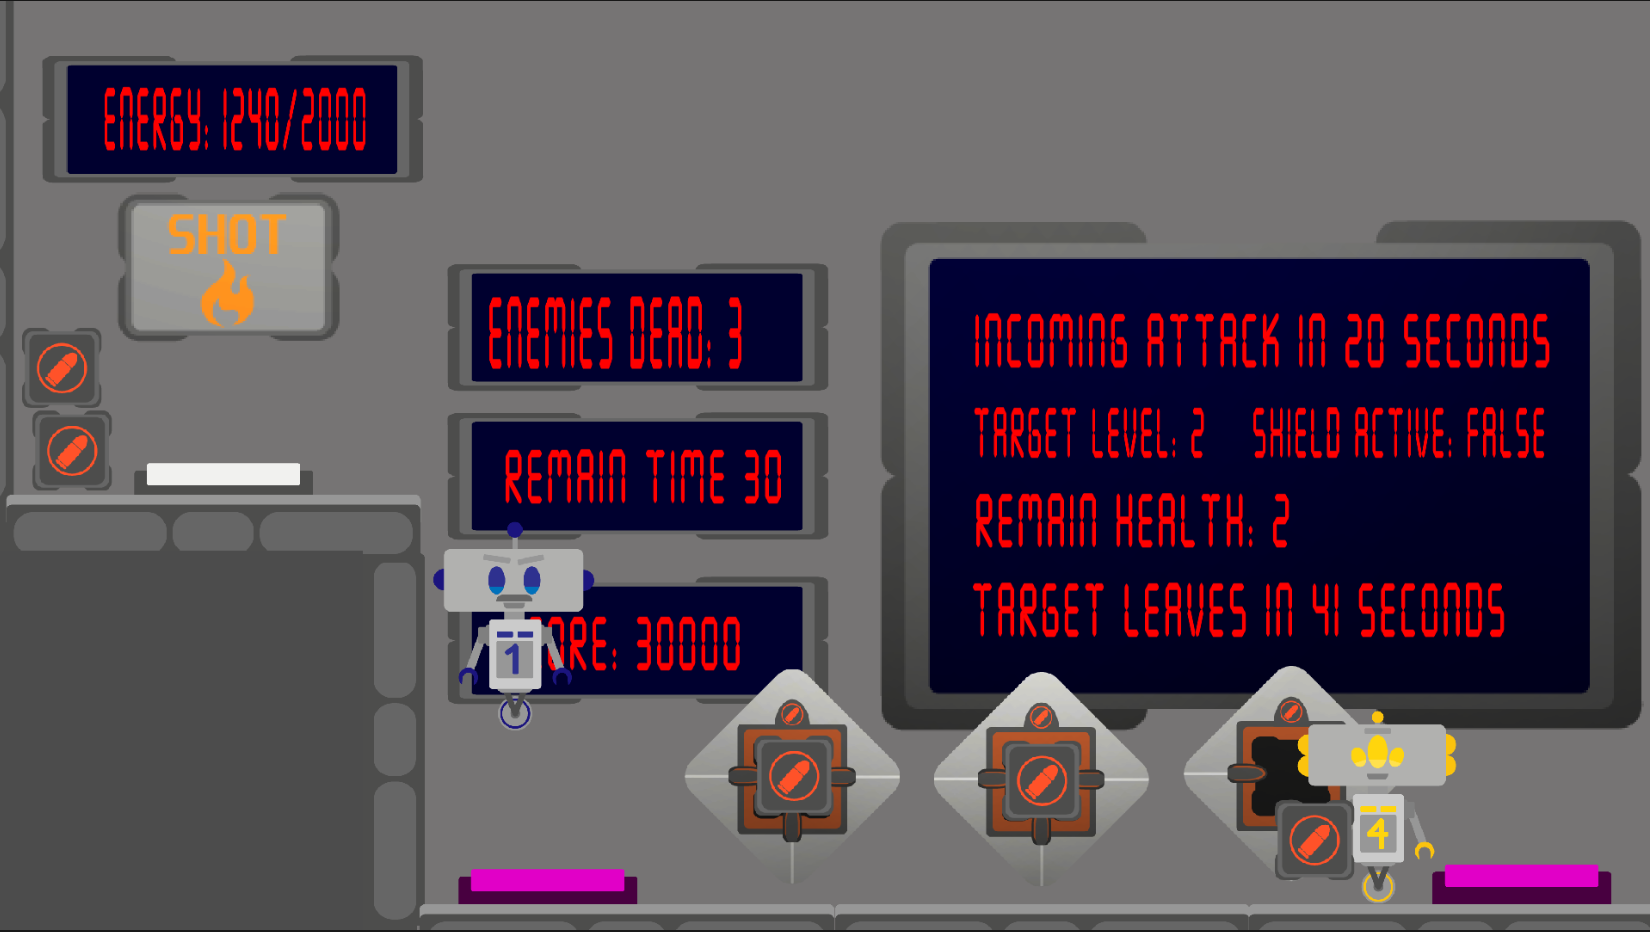 ENERGY: 1240/2000
SHOT
ENEMIES DEAD: 3
REMAIN TIME 30
30000
INCOMING ATTACK IN 20 SECONDS
TARGET LEVEL: 2 SHIELD ACTIVE: FALSE
REMAIN HEALTH: 2
TARGET LEAVES IN 41 SECONDS
1
4